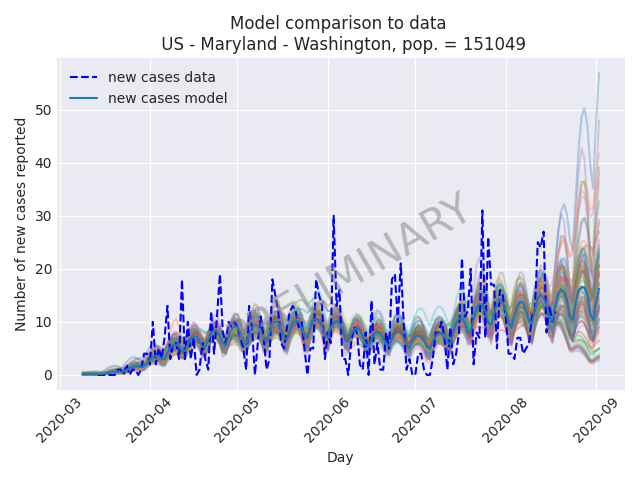 Model comparison to data
US - Maryland - Washington, pop. = 151049
new cases data
new cases model
PRELIMINARY
Number of new cases reported
50
40
30
20
10
0
2020-03
2020-04
2020-05
2020-06
2020-07
2020-08
2020-09
Day